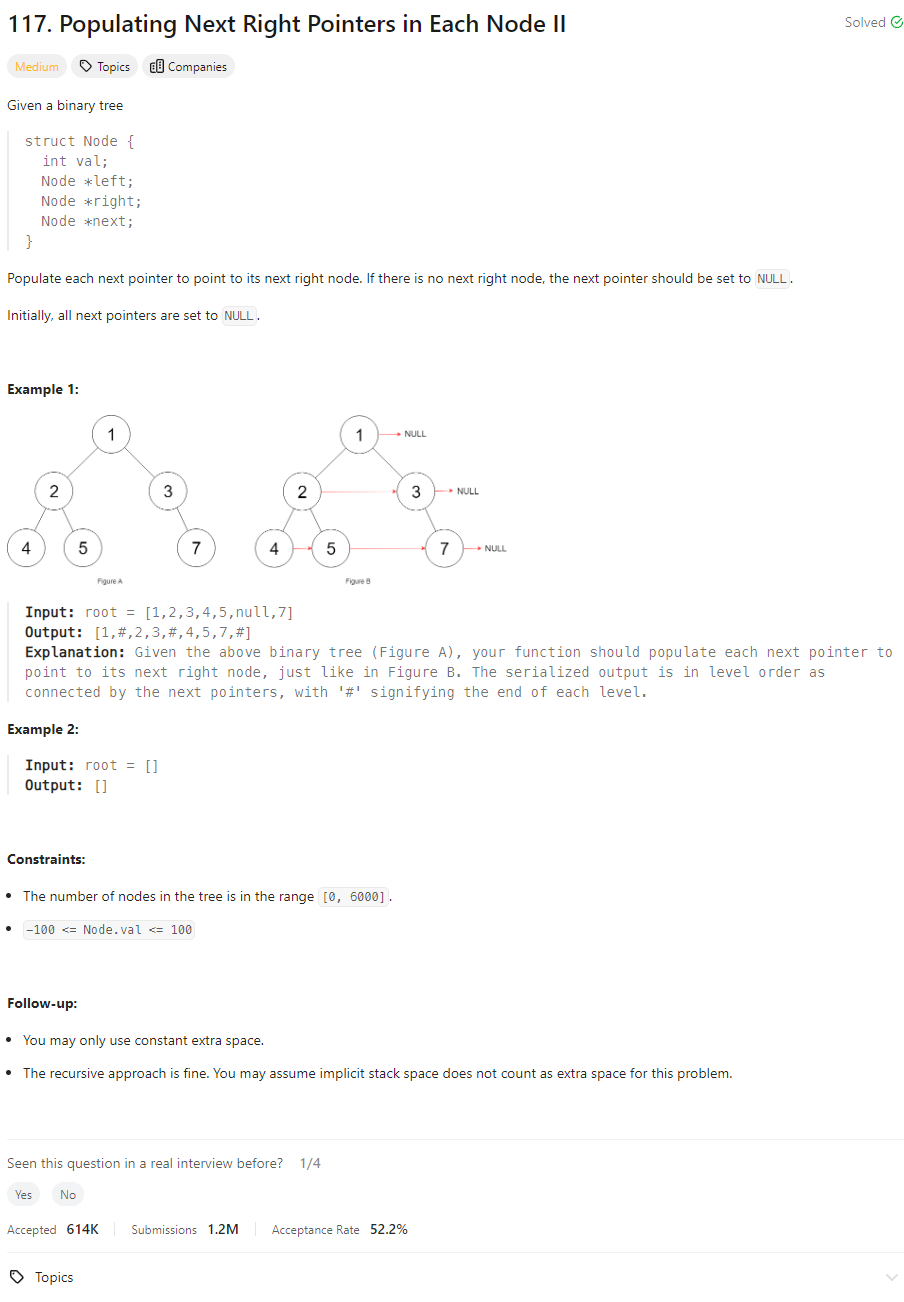 117. Populating Next Right Pointers in Each Node II
Solved
Medium Topics Companies
Given a binary tree
struct Node {
int val;
Node *left;
Node *right;
Node *next;
}
Populate each next pointer to point to its next right node. If there is no next right node, the next pointer should be set to NULL.
Initially, all next pointers are set to NULL.
Example 1:
1 1 NULL
2 3 2 3 NULL
4 5 7 4 5 7 NULL
Figure A Figure B
Input: root = [1,2,3,4,5,null,7]
Output: [1,#,2,3,#,4,5,7,#]
Explanation: Given the above binary tree (Figure A), your function should populate each next pointer to
point to its next right node, just like in Figure B. The serialized output is in level order as
connected by the next pointers, with '#' signifying the end of each level.
Example 2:
Input: root = []
Output: []
Constraints:
• The number of nodes in the tree is in the range [0, 6000].
• -100 <= Node.val <= 100
Follow-up:
• You may only use constant extra space.
• The recursive approach is fine. You may assume implicit stack space does not count as extra space for this problem.
Seen this question in a real interview before? 1/4
Yes No
Accepted 614K Submissions 1.2M Acceptance Rate 52.2%
Topics